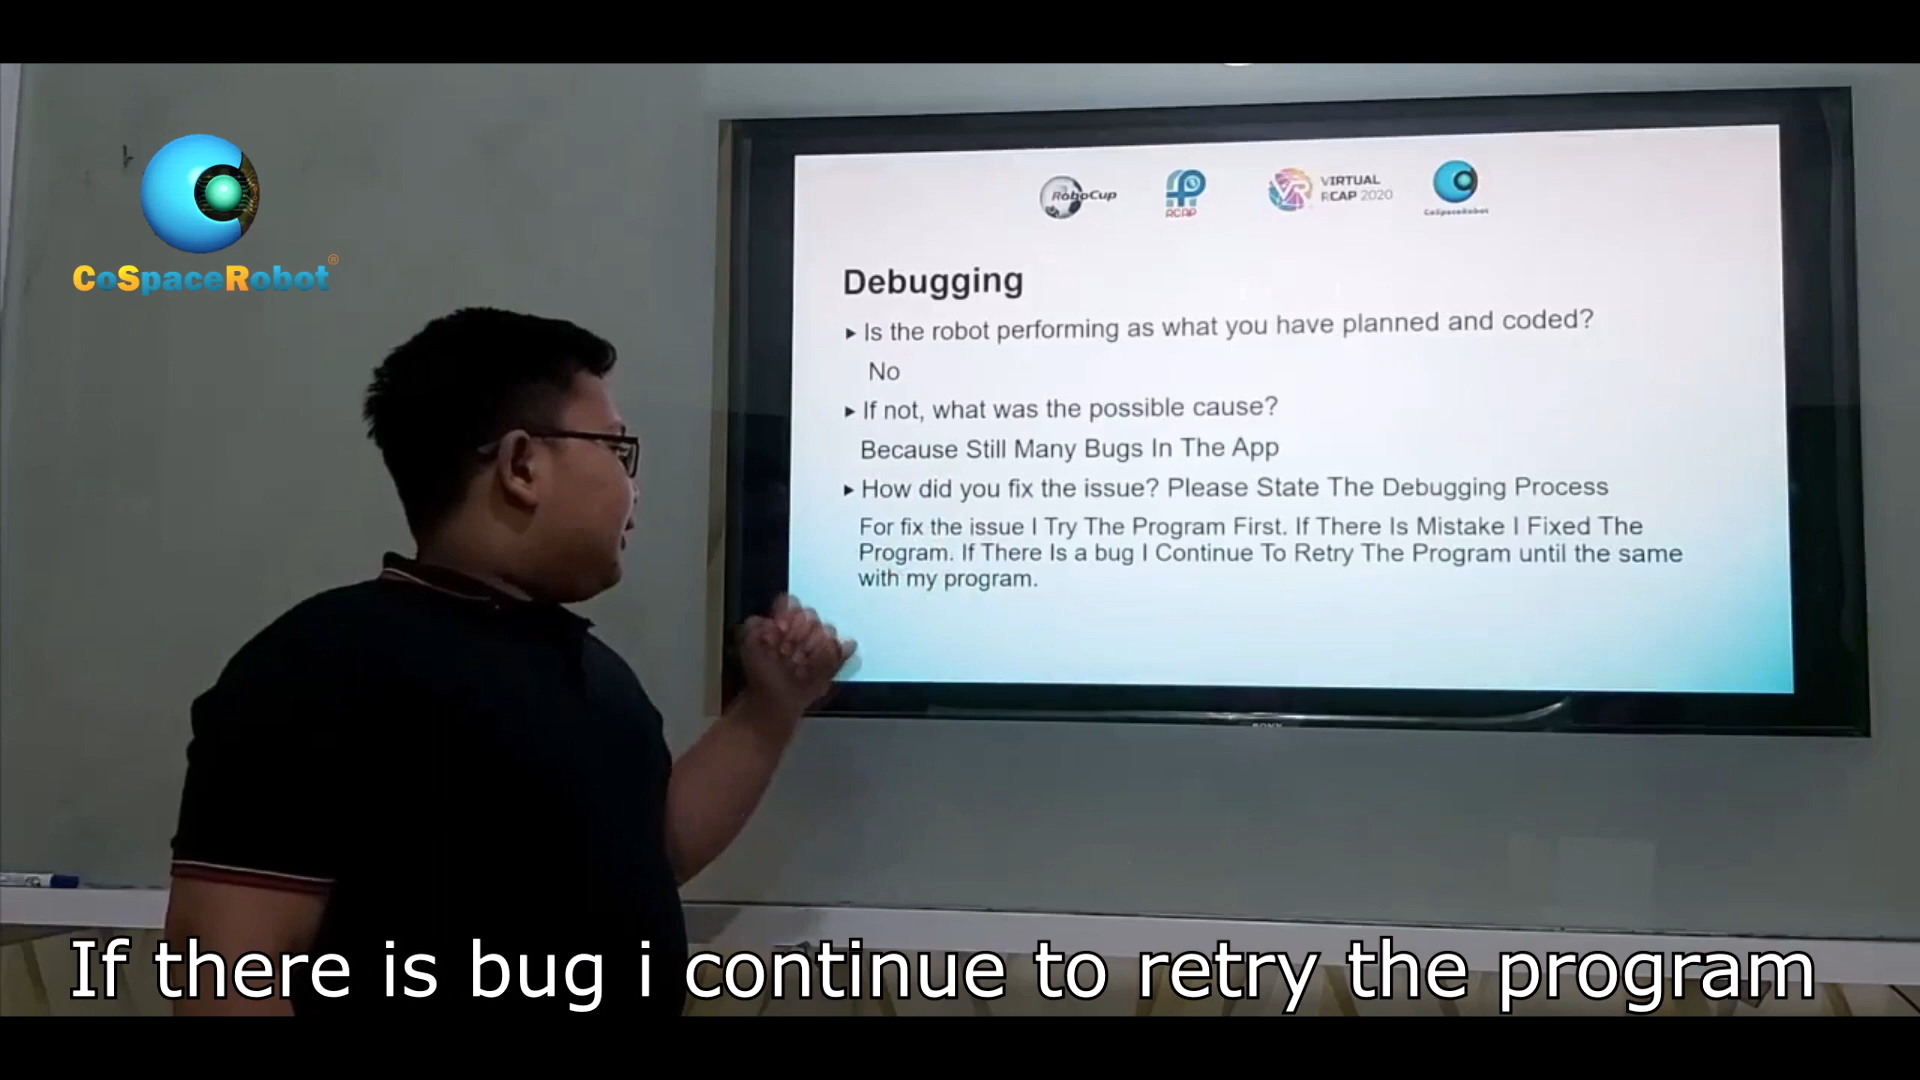 CoSpaceRobot®
RoboCup
RCAP
VIRTUAL
RCAP 2020
CoSpaceRobot
Debugging
▸ Is the robot performing as what you have planned and coded?
No
▸ If not, what was the possible cause?
Because Still Many Bugs In The App
▸ How did you fix the issue? Please State The Debugging Process
For fix the issue I Try The Program First. If There Is Mistake I Fixed The
Program. If There Is a bug I Continue To Retry The Program until the same
with my program.
SONY
If there is bug i continue to retry the program